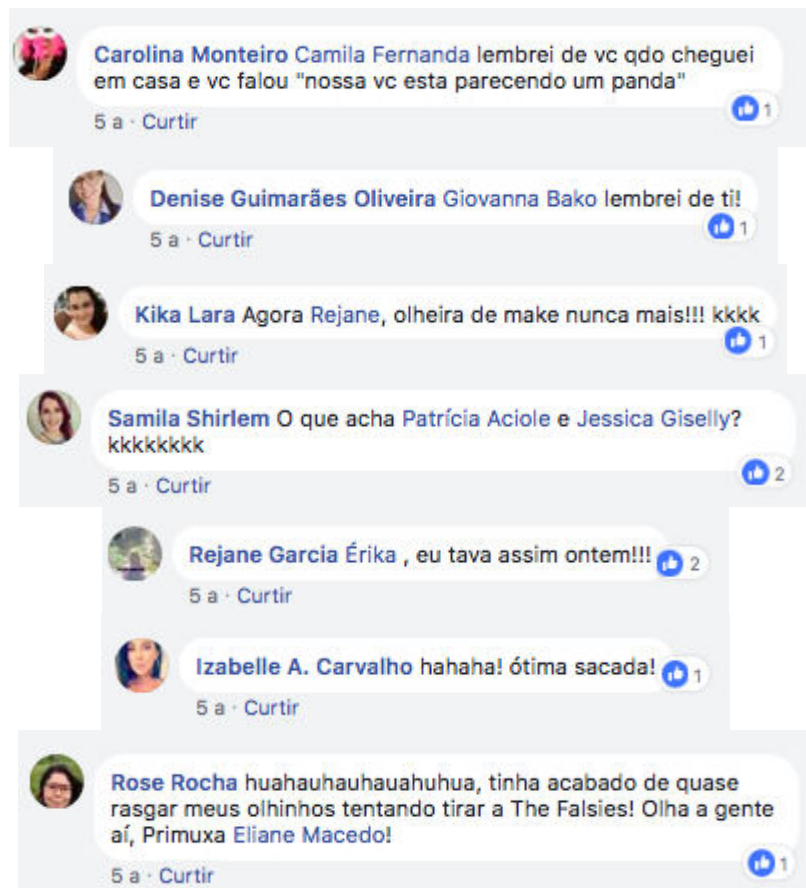 Carolina Monteiro Camila Fernanda lembrei de vc qdo cheguei
em casa e vc falou "nossa vc esta parecendo um panda"
1
5 a · Curtir
Denise Guimarães Oliveira Giovanna Bako lembrei de ti!
1
5 a · Curtir
Kika Lara Agora Rejane, olheira de make nunca mais!!! kkkk
1
5 a · Curtir
Samila Shirlem O que acha Patrícia Aciole e Jessica Giselly?
kkkkkkkk
2
5 a · Curtir
Rejane Garcia Érika , eu tava assim ontem!!! 2
5 a · Curtir
Izabelle A. Carvalho hahaha! ótima sacada! 1
5 a · Curtir
Rose Rocha huahauhauhauahuhua, tinha acabado de quase
rasgar meus olhinhos tentando tirar a The Falsies! Olha a gente
aí, Primuxa Eliane Macedo!
1
5 a · Curtir